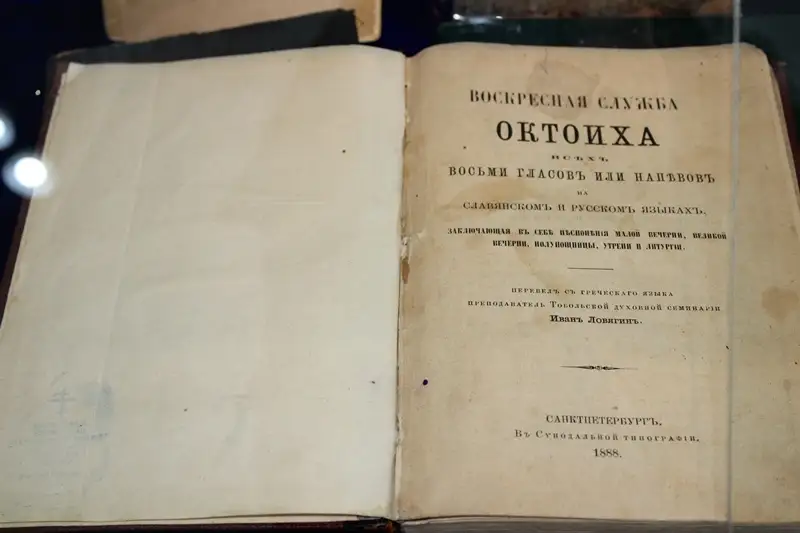 ВОСКРЕСНАЯ СЛУЖБА
ОКТОИХА
ВСѢХЪ
ВОСЬМИ ГЛАСОВЪ ИЛИ НАПѢВОВЪ
НА
СЛАВЯНСКОМЪ И РУССКОМЪ ЯЗЫКАХЪ,
ЗАКЛЮЧАЮЩАЯ ВЪ СЕБѢ ПѢСНОПѢНІЯ МАЛОЙ ВЕЧЕРНИ, ВЕЛИКОЙ
ВЕЧЕРНИ, ПОЛУНОЩНИЦЫ, УТРЕНИ И ЛИТУРГІИ.
ПЕРЕВЕЛЪ СЪ ГРЕЧЕСКАГО ЯЗЫКА
ПРЕПОДАВАТЕЛЬ ТОБОЛЬСКОЙ ДУХОВНОЙ СЕМИНАРІИ
Иванъ Ловягинъ.
САНКТПЕТЕРБУРГЪ.
Въ Сѵнодальной типографіи.
1888.